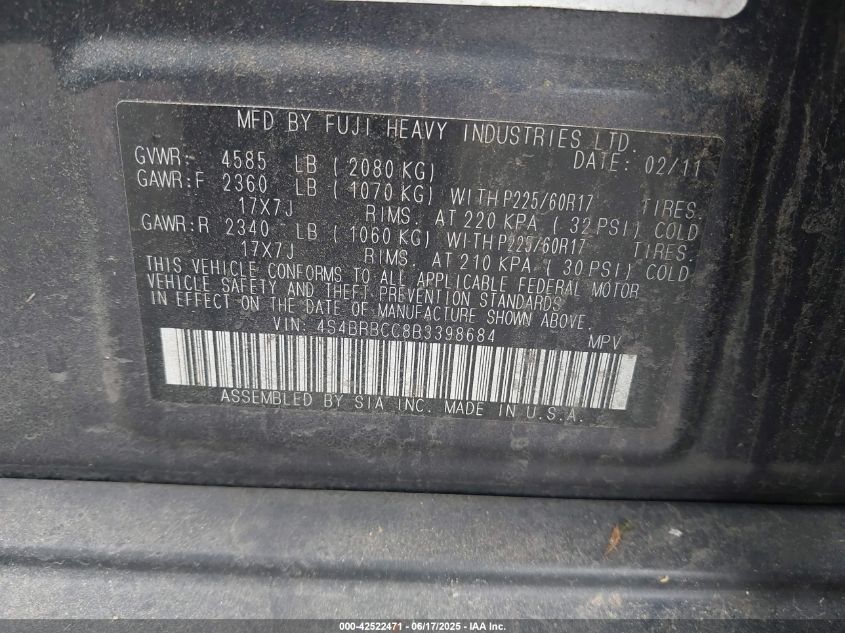 MFD BY FUJI HEAVY INDUSTRIES LTD.
GVWR: 4585 LB ( 2080 KG) DATE: 02/11
GAWR:F 2360 LB ( 1070 KG) WITH P225/60R17 TIRES.
17X7J RIMS. AT 220 KPA ( 32 PSI) COLD
GAWR:R 2340 LB ( 1060 KG) WITH P225/60R17 TIRES.
17X7J RIMS. AT 210 KPA ( 30 PSI) COLD
THIS VEHICLE CONFORMS TO ALL APPLICABLE FEDERAL MOTOR
VEHICLE SAFETY AND THEFT PREVENTION STANDARDS
IN EFFECT ON THE DATE OF MANUFACTURE SHOWN ABOVE.
VIN: 4S4BRBCC8B3398684 MPV
ASSEMBLED BY SIA INC. MADE IN U.S.A.
000-42522471 - 06/17/2025 - IAA Inc.